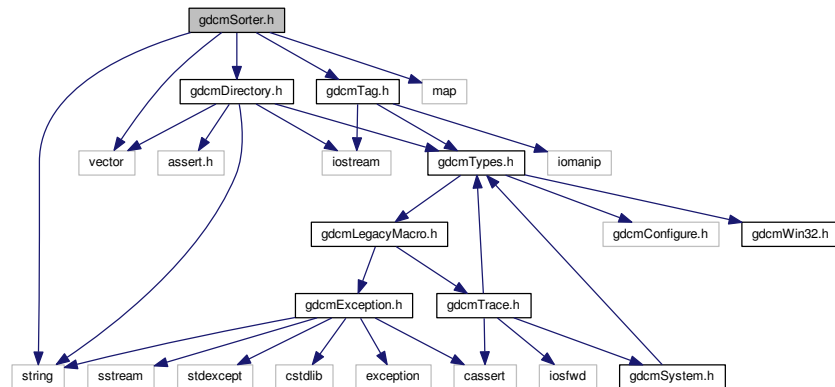 gdcmSorter.h
gdcmDirectory.h
gdcmTag.h
map
vector
assert.h
iostream
gdcmTypes.h
iomanip
gdcmLegacyMacro.h
gdcmConfigure.h
gdcmWin32.h
gdcmException.h
gdcmTrace.h
string
sstream
stdexcept
cstdlib
exception
cassert
iosfwd
gdcmSystem.h